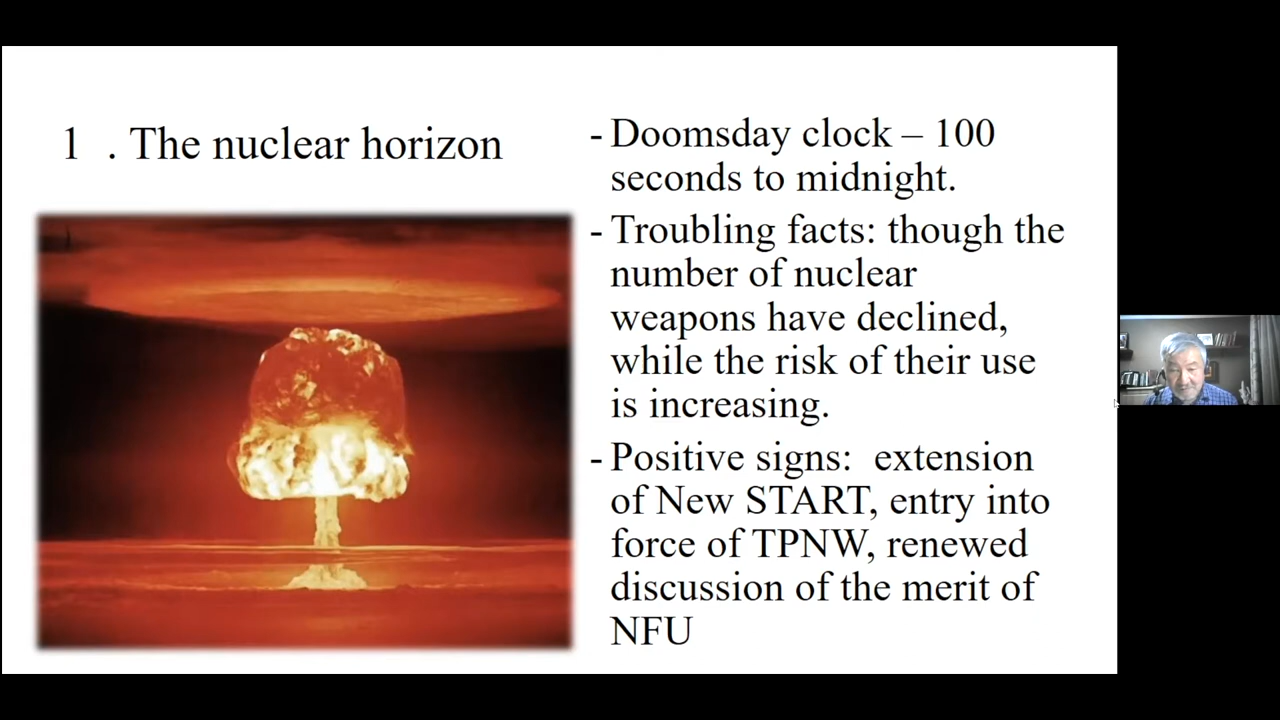 1 . The nuclear horizon
- Doomsday clock – 100
seconds to midnight.
- Troubling facts: though the
number of nuclear
weapons have declined,
while the risk of their use
is increasing.
- Positive signs: extension
of New START, entry into
force of TPNW, renewed
discussion of the merit of
NFU